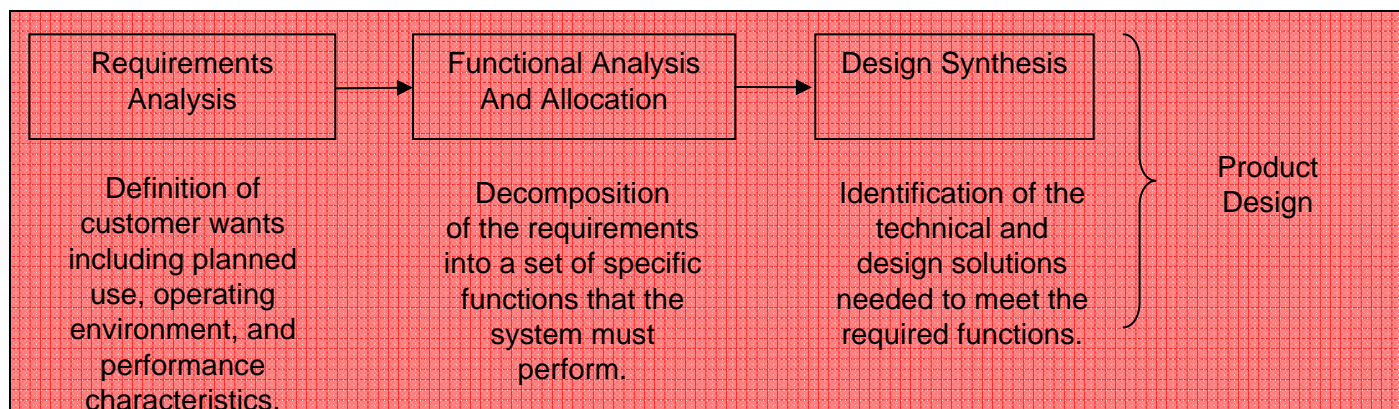 Requirements
Analysis
Functional Analysis
And Allocation
Design Synthesis
Definition of
customer wants
including planned
use, operating
environment, and
performance
characteristics.
Decomposition
of the requirements
into a set of specific
functions that the
system must
perform.
Identification of the
technical and
design solutions
needed to meet the
required functions.
Product
Design